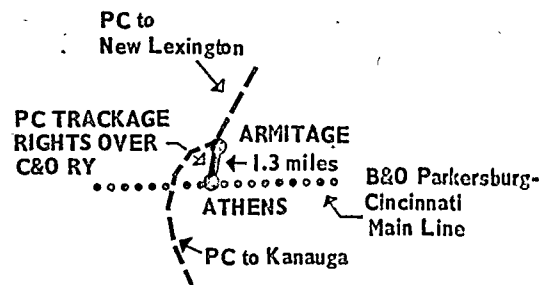 PC to
New Lexington
PC TRACKAGE
RIGHTS OVER
C&O RY
ARMITAGE
←1.3 miles
ATHENS
B&O Parkersburg-
Cincinnati
Main Line
PC to Kanauga